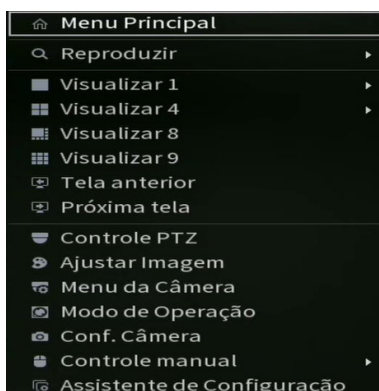 Menu Principal
Reproduzir
Visualizar 1
Visualizar 4
Visualizar 8
Visualizar 9
Tela anterior
Próxima tela
Controle PTZ
Ajustar Imagem
Menu da Câmera
Modo de Operação
Conf. Câmera
Controle manual
Assistente de Configuração